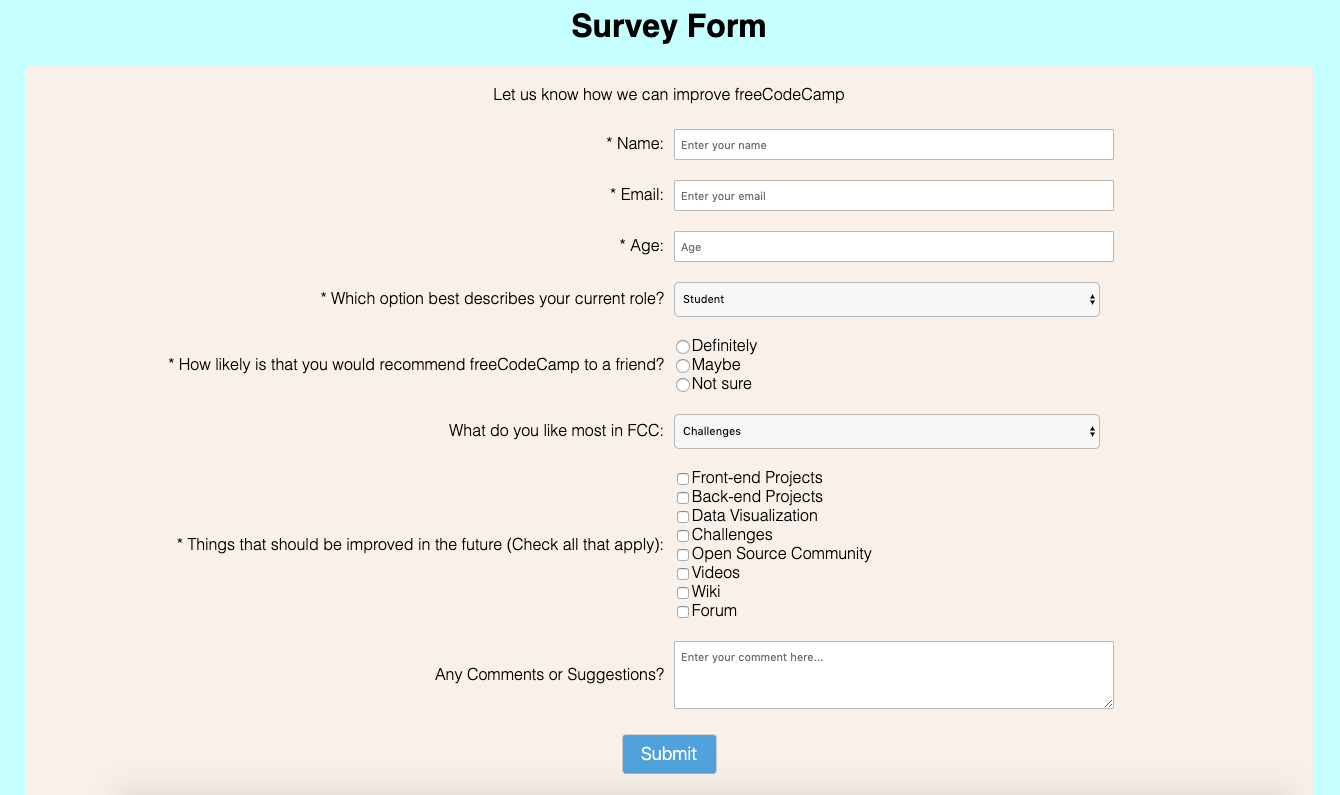 Survey Form
Let us know how we can improve freeCodeCamp
* Name: Enter your name
* Email: Enter your email
* Age: Age
* Which option best describes your current role? Student
* How likely is that you would recommend freeCodeCamp to a friend?
Definitely
Maybe
Not sure
What do you like most in FCC: Challenges
* Things that should be improved in the future (Check all that apply):
Front-end Projects
Back-end Projects
Data Visualization
Challenges
Open Source Community
Videos
Wiki
Forum
Any Comments or Suggestions? Enter your comment here...
Submit